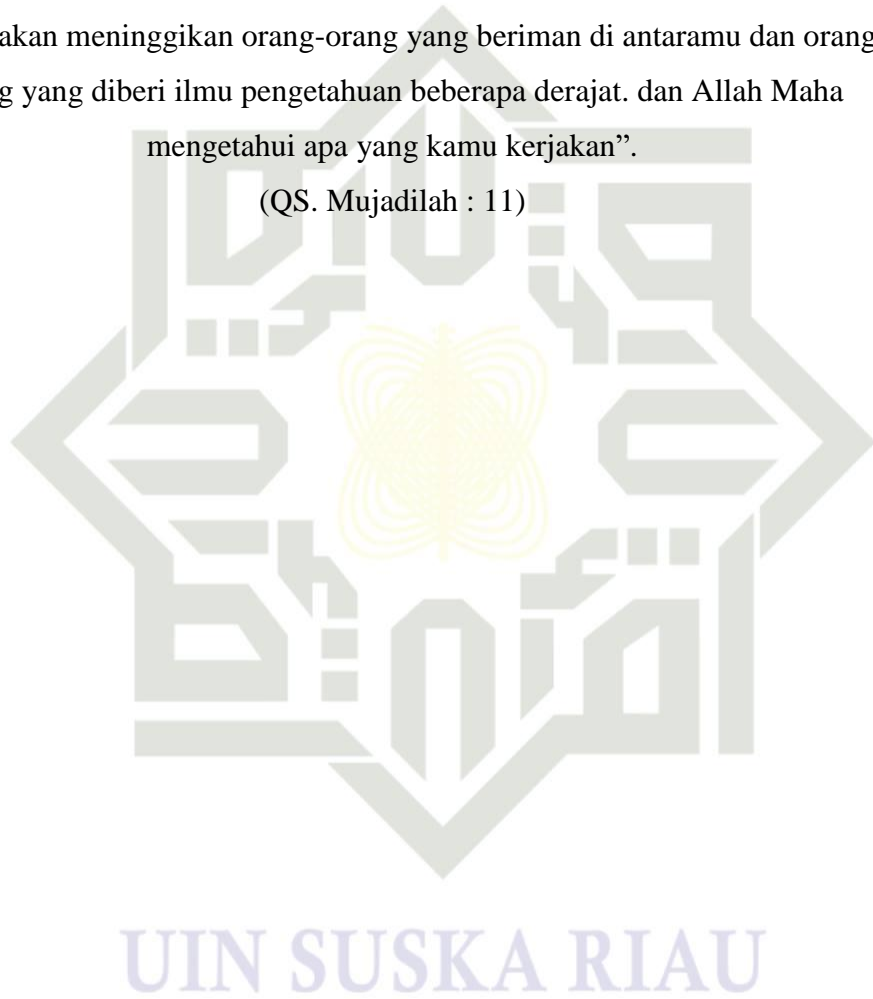 akan meninggikan orang-orang yang beriman di antaramu dan orang
yang diberi ilmu pengetahuan beberapa derajat. dan Allah Maha
mengetahui apa yang kamu kerjakan”.
(QS. Mujadilah : 11)
UIN SUSKA RIAU